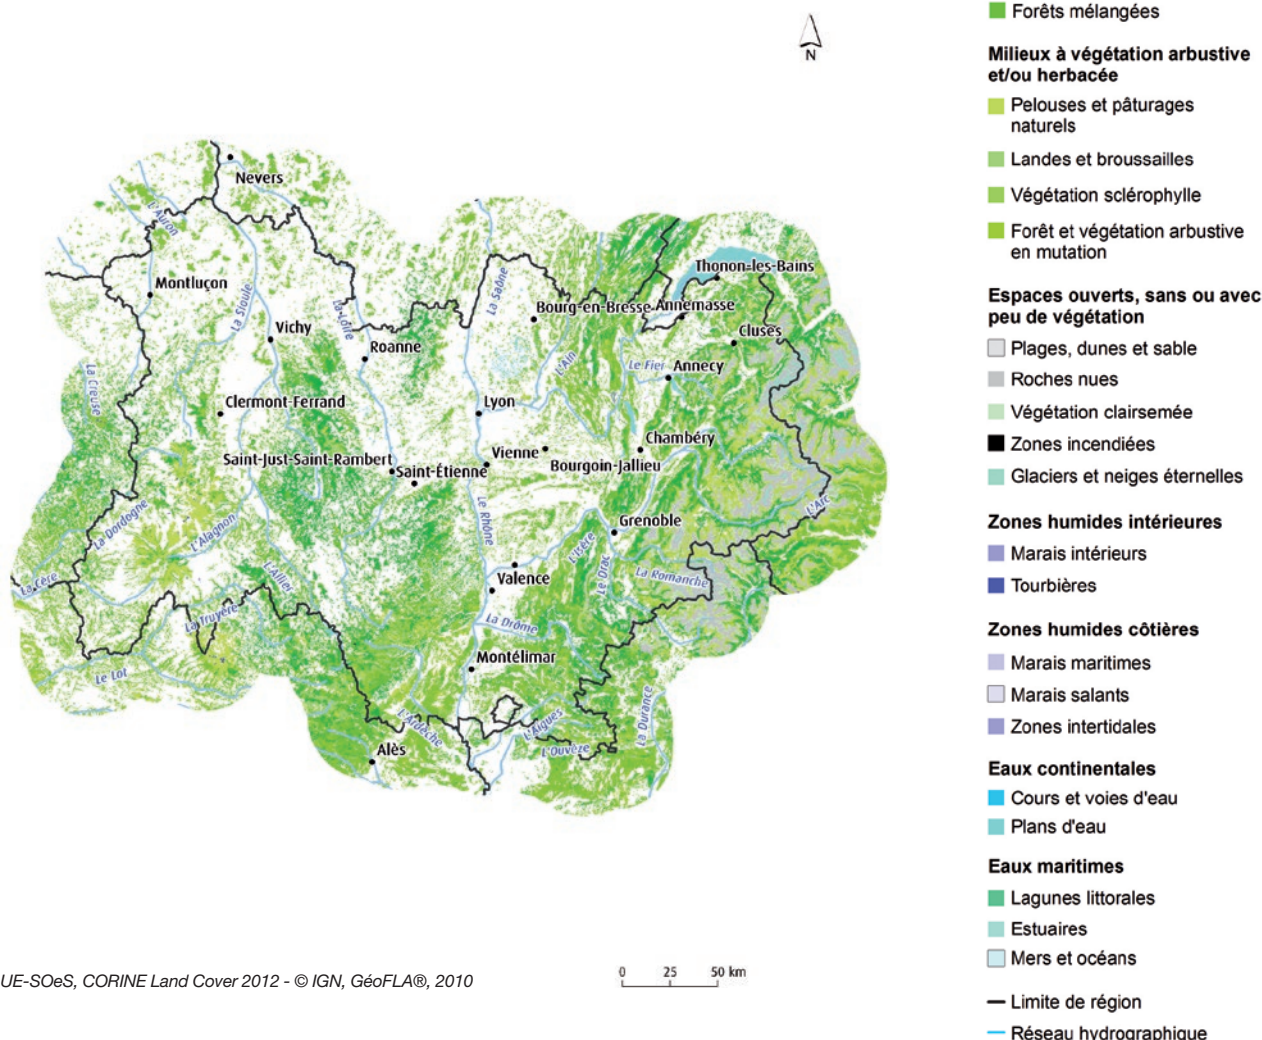 N
Nevers
L'Auron
Montluçon
La Sioule
Vichy
La Loire
Roanne
La Saône
Bourg-en-Bresse
Thonon-les-Bains
Annemasse
Cluses
Le Fier
Annecy
L'Ain
La Creuse
Clermont-Ferrand
Lyon
Saint-Just-Saint-Rambert
Saint-Étienne
Vienne
Bourgoin-Jallieu
Chambéry
La Dordogne
L'Alagnon
Le Rhône
Grenoble
L'Arc
L'Isère
Le Drac
La Romanche
La Cère
L'Allier
Valence
La Truyère
La Drôme
Le Lot
Montélimar
La Durance
L'Ardèche
L'Aigues
L'Ouvèze
Alès
Forêts mélangées
Milieux à végétation arbustive
et/ou herbacée
Pelouses et pâturages
naturels
Landes et broussailles
Végétation sclérophylle
Forêt et végétation arbustive
en mutation
Espaces ouverts, sans ou avec
peu de végétation
Plages, dunes et sable
Roches nues
Végétation clairsemée
Zones incendiées
Glaciers et neiges éternelles
Zones humides intérieures
Marais intérieurs
Tourbières
Zones humides côtières
Marais maritimes
Marais salants
Zones intertidales
Eaux continentales
Cours et voies d'eau
Plans d'eau
Eaux maritimes
Lagunes littorales
Estuaires
Mers et océans
Limite de région
Réseau hydrographique
UE-SOeS, CORINE Land Cover 2012 - © IGN, GéoFLA®, 2010
0 25 50 km